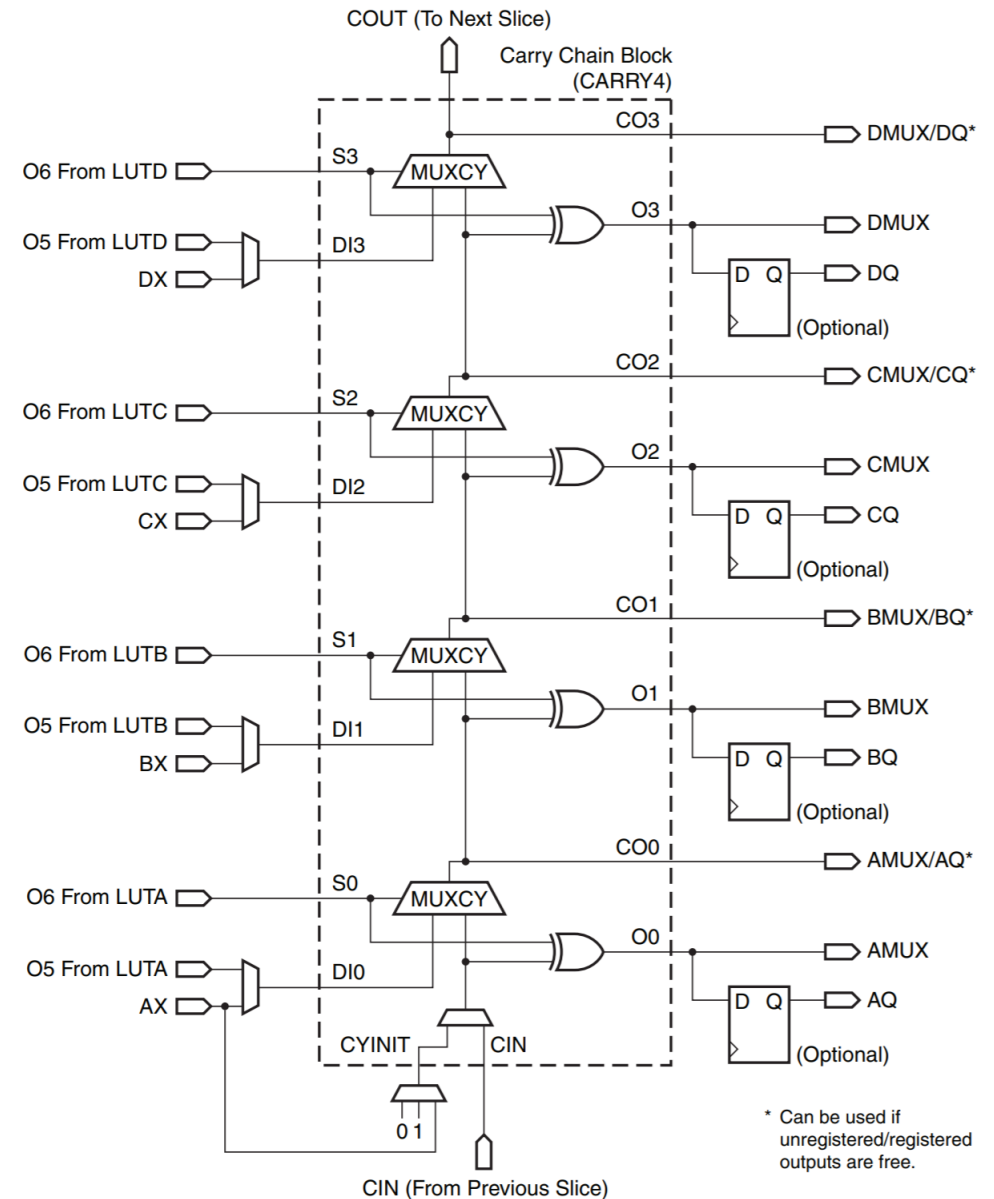 COUT (To Next Slice)
Carry Chain Block
(CARRY4)
CO3
DMUX/DQ*
S3
O6 From LUTD
MUXCY
O3
DMUX
O5 From LUTD
DI3
DX
D Q
DQ
(Optional)
CO2
CMUX/CQ*
S2
O6 From LUTC
MUXCY
O2
CMUX
O5 From LUTC
DI2
CX
D Q
CQ
(Optional)
CO1
BMUX/BQ*
S1
O6 From LUTB
MUXCY
O1
BMUX
O5 From LUTB
DI1
BX
D Q
BQ
(Optional)
CO0
AMUX/AQ*
S0
O6 From LUTA
MUXCY
O0
AMUX
O5 From LUTA
DI0
AX
D Q
AQ
CYINIT
CIN
(Optional)
0 1
* Can be used if
unregistered/registered
outputs are free.
CIN (From Previous Slice)